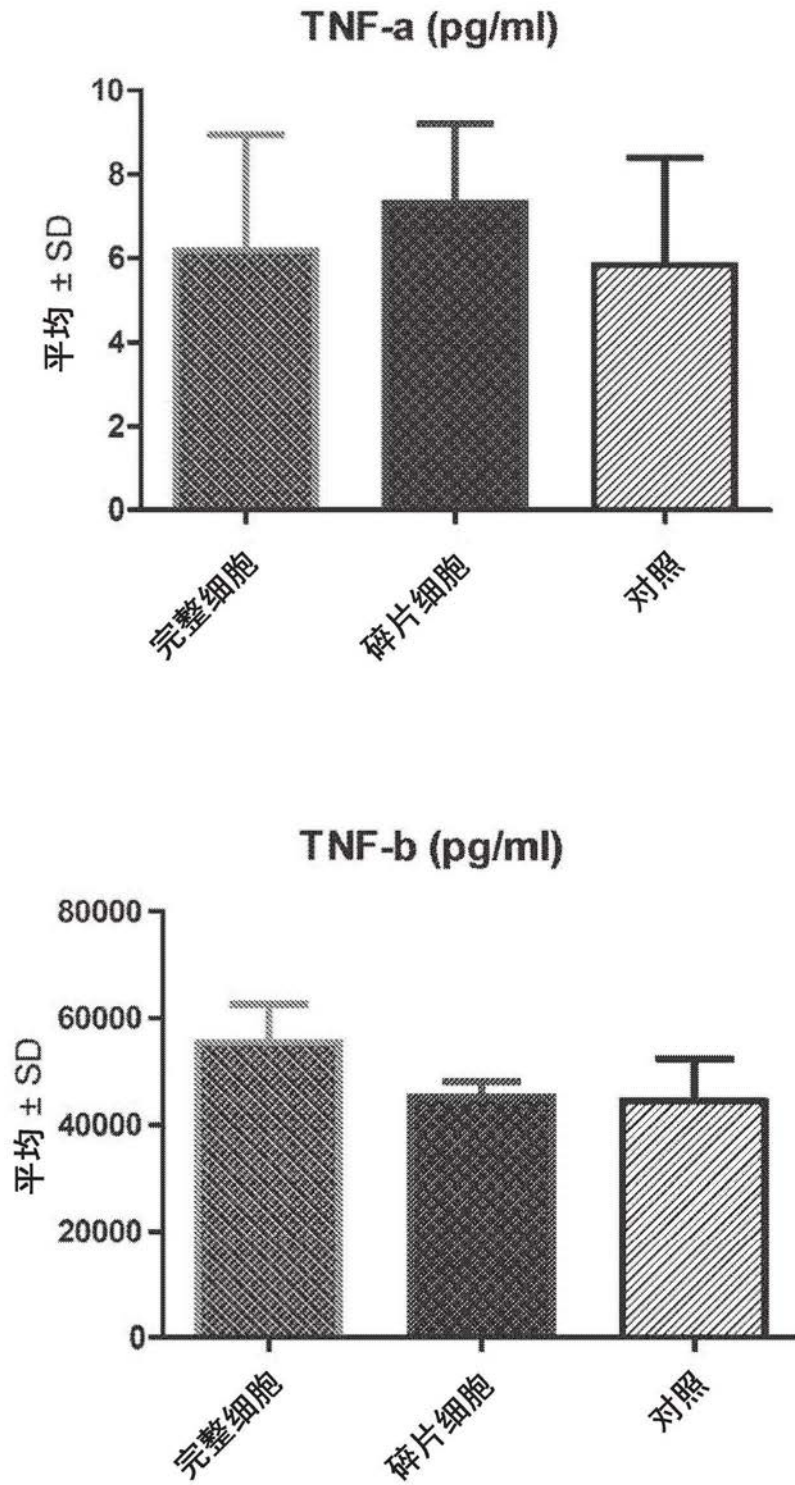 TNF-a (pg/ml)
平均 ± SD
10
8
6
4
2
0
完整细胞
碎片细胞
对照
TNF-b (pg/ml)
平均 ± SD
80000
60000
40000
20000
0
完整细胞
碎片细胞
对照